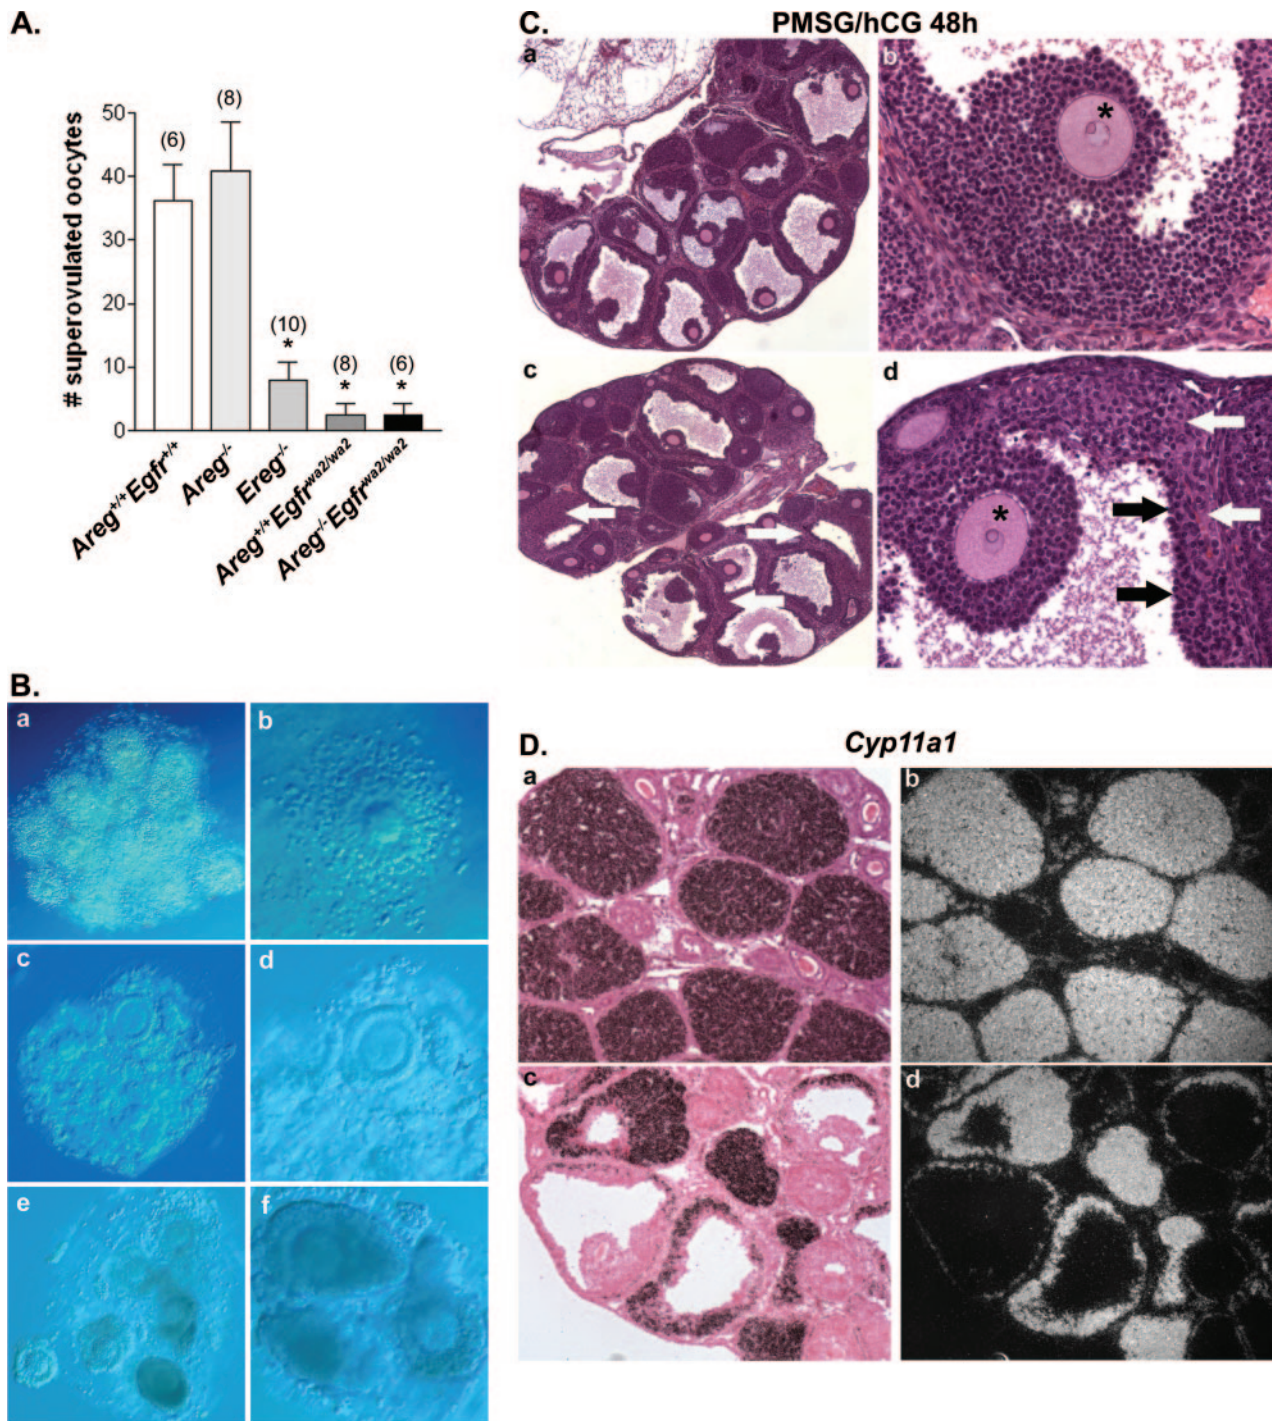 A.
(6)
(8)
(10)
*
(8)
*
(6)
*
50
40
30
20
10
0
# superovulated oocytes
Areg+/+Egfr+/+
Areg-/-
Ereg-/-
Areg+/+Egfrwa2/wa2
Areg-/-Egfrwa2/wa2
B.
a
b
c
d
e
f
C.
PMSG/hCG 48h
a
b
*
c
d
*
D.
Cyp11a1
a
b
c
d